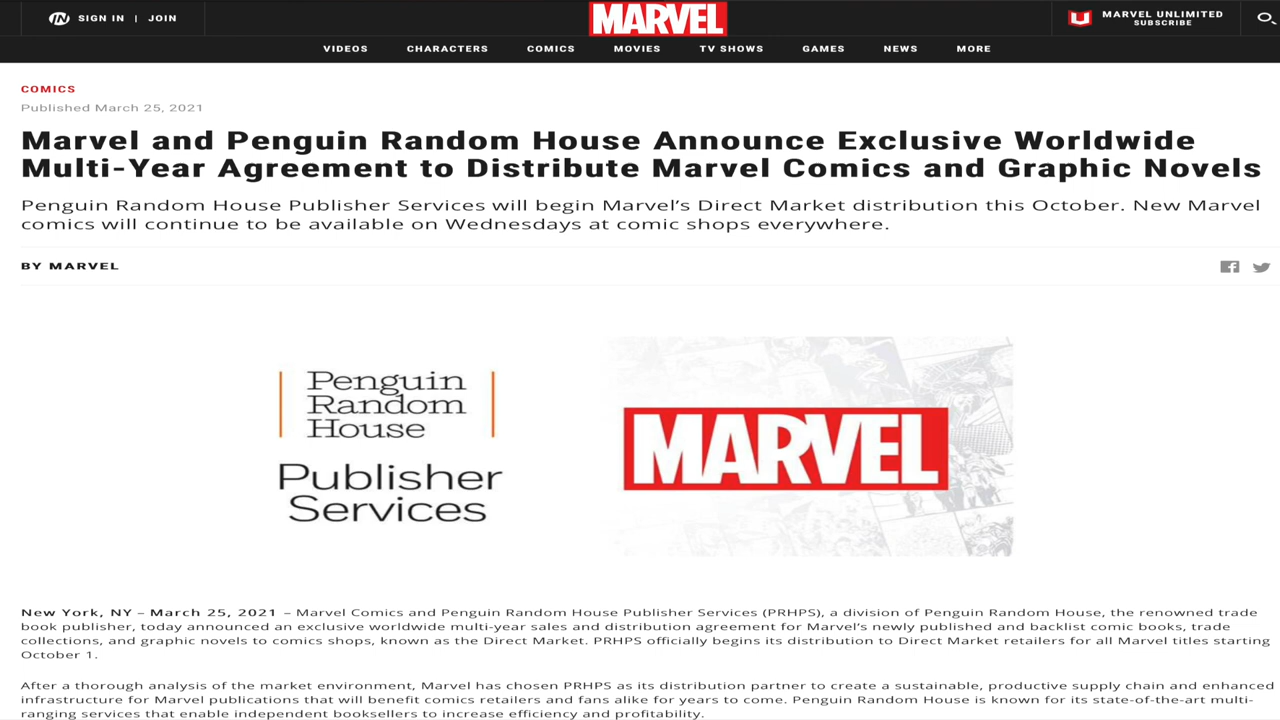 IN SIGN IN | JOIN
MARVEL
MARVEL UNLIMITED
SUBSCRIBE
VIDEOS CHARACTERS COMICS MOVIES TV SHOWS GAMES NEWS MORE
COMICS
Published March 25, 2021
Marvel and Penguin Random House Announce Exclusive Worldwide
Multi-Year Agreement to Distribute Marvel Comics and Graphic Novels
Penguin Random House Publisher Services will begin Marvel’s Direct Market distribution this October. New Marvel
comics will continue to be available on Wednesdays at comic shops everywhere.
BY MARVEL
Penguin
Random
House
Publisher
Services
MARVEL
New York, NY – March 25, 2021 – Marvel Comics and Penguin Random House Publisher Services (PRHPS), a division of Penguin Random House, the renowned trade
book publisher, today announced an exclusive worldwide multi-year sales and distribution agreement for Marvel’s newly published and backlist comic books, trade
collections, and graphic novels to comics shops, known as the Direct Market. PRHPS officially begins its distribution to Direct Market retailers for all Marvel titles starting
October 1.
After a thorough analysis of the market environment, Marvel has chosen PRHPS as its distribution partner to create a sustainable, productive supply chain and enhanced
infrastructure for Marvel publications that will benefit comics retailers and fans alike for years to come. Penguin Random House is known for its state-of-the-art multi-
ranging services that enable independent booksellers to increase efficiency and profitability.